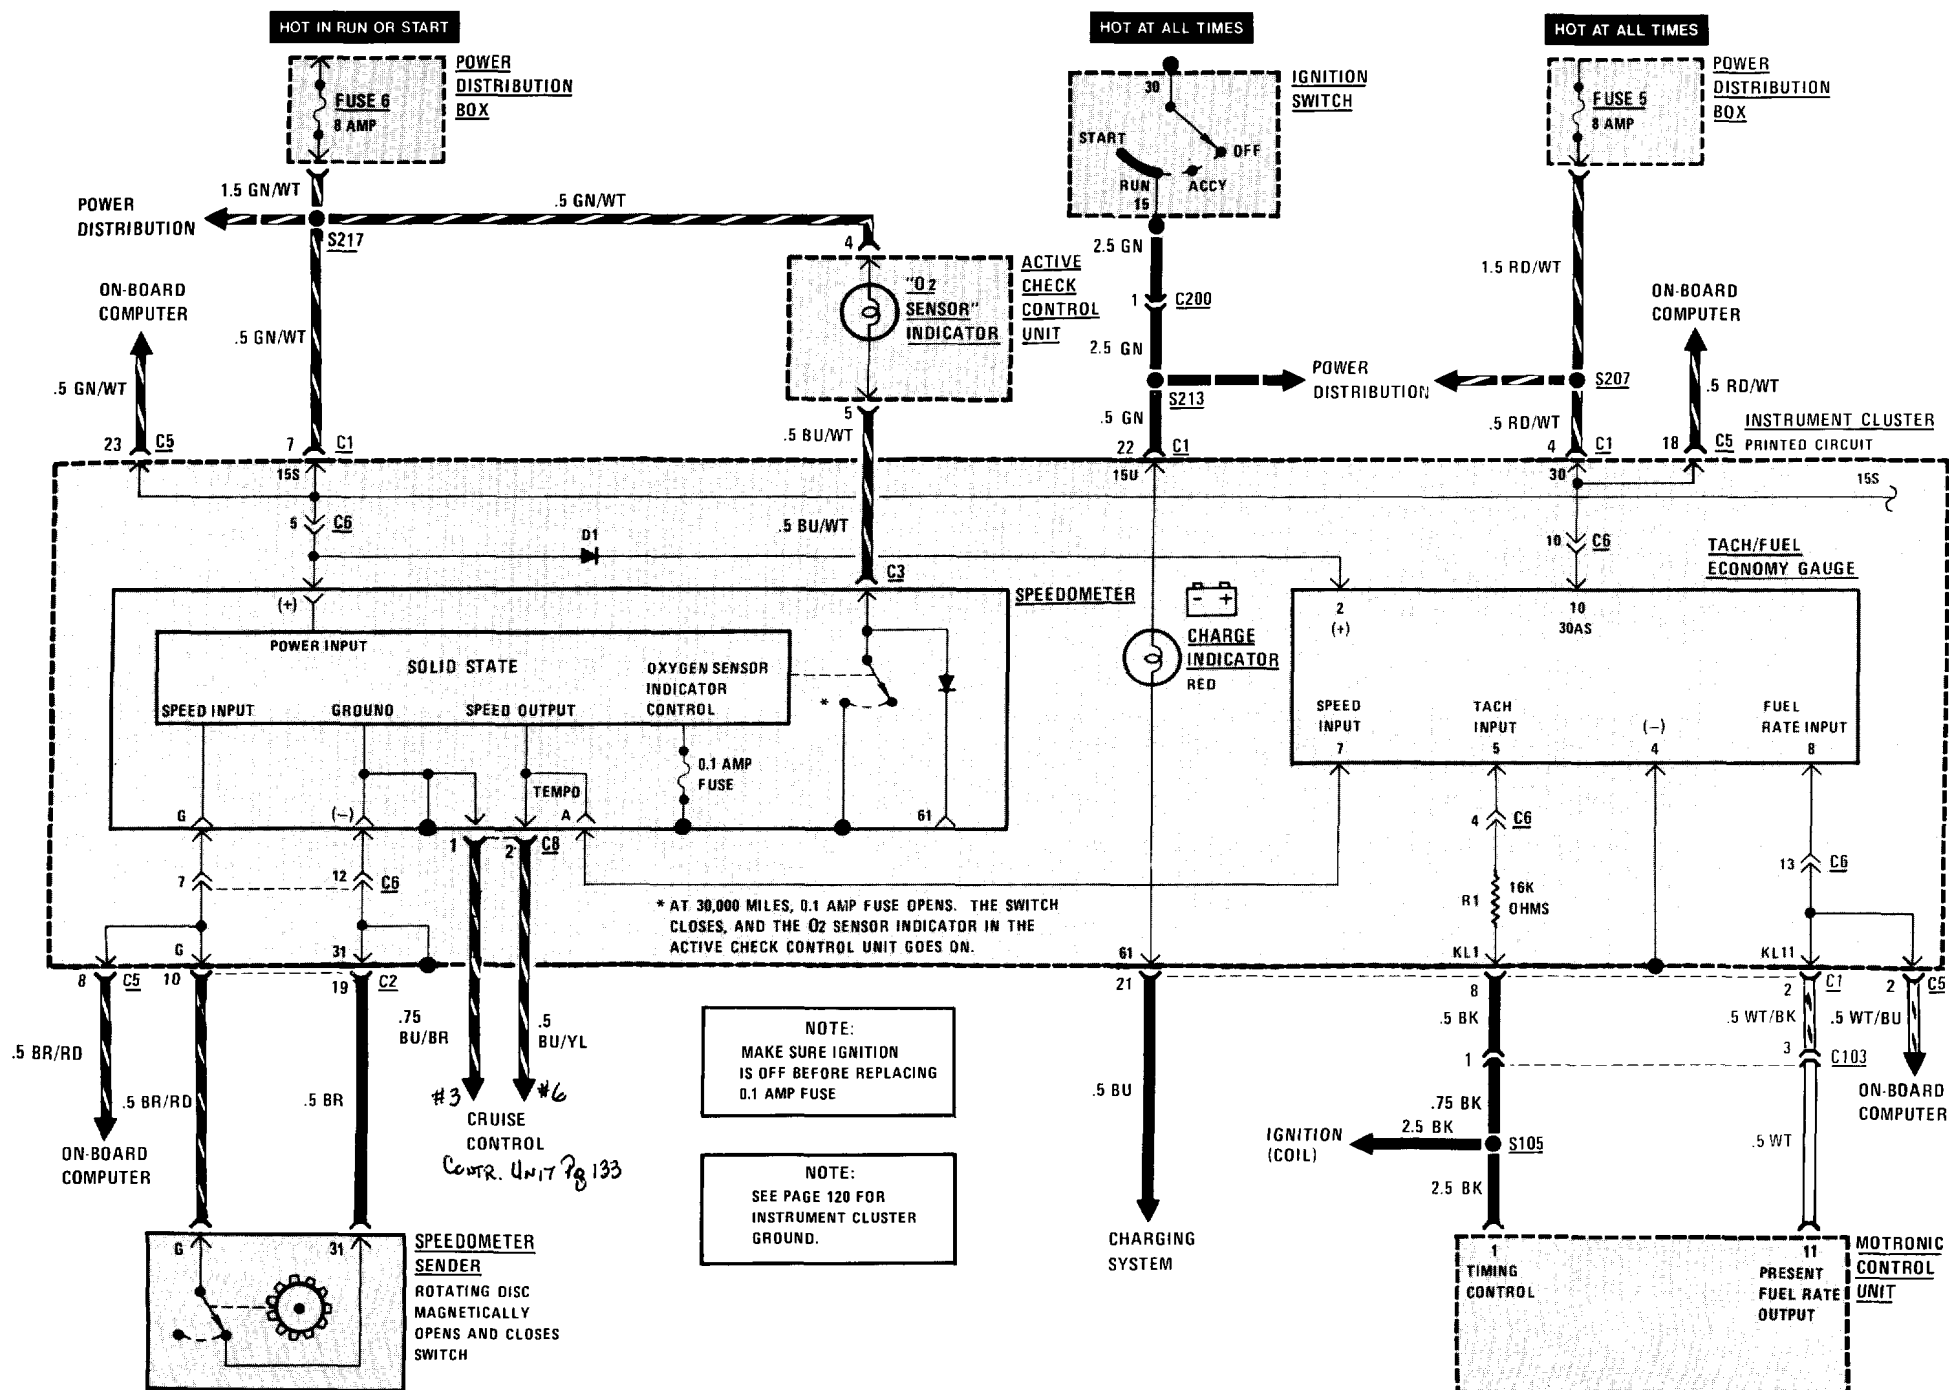 HOT IN RUN OR START
HOT AT ALL TIMES
HOT AT ALL TIMES
FUSE 6
8 AMP
POWER
DISTRIBUTION
BOX
30
START
OFF
RUN
ACCY
15
IGNITION
SWITCH
FUSE 5
8 AMP
POWER
DISTRIBUTION
BOX
1.5 GN/WT
.5 GN/WT
POWER
DISTRIBUTION
S217
4
ON-BOARD
COMPUTER
.5 GN/WT
.5 GN/WT
"O2
SENSOR"
INDICATOR
ACTIVE
CHECK
CONTROL
UNIT
5
2.5 GN
1
C200
2.5 GN
S213
.5 GN
POWER
DISTRIBUTION
1.5 RD/WT
S207
.5 RD/WT
ON-BOARD
COMPUTER
.5 RD/WT
INSTRUMENT CLUSTER
PRINTED CIRCUIT
23
C5
7
C1
.5 BU/WT
22
C1
4
C1
18
C5
15S
15U
30
15S
5
C6
.5 BU/WT
10
C6
D1
C3
TACH/FUEL
ECONOMY GAUGE
(+)
SPEEDOMETER
- +
CHARGE
INDICATOR
RED
2
(+)
10
30AS
POWER INPUT
SOLID STATE
OXYGEN SENSOR
INDICATOR
CONTROL
SPEED INPUT
GROUND
SPEED OUTPUT
*
SPEED
INPUT
7
TACH
INPUT
5
(–)
4
FUEL
RATE INPUT
8
0.1 AMP
FUSE
TEMPO
G
(–)
A
61
1
2
C8
4
C6
13
C6
7
12
C6
R1
16K
OHMS
* AT 30,000 MILES, 0.1 AMP FUSE OPENS. THE SWITCH
CLOSES, AND THE O2 SENSOR INDICATOR IN THE
ACTIVE CHECK CONTROL UNIT GOES ON.
G
31
61
KL1
KL11
8
C5
10
19
C2
21
8
2
C1
2
C5
.5 BR/RD
.5 BR/RD
.5 BR
.75
BU/BR
.5
BU/YL
#3
#6
CRUISE
CONTROL
CONTR. UNIT Pg 133
ON-BOARD
COMPUTER
NOTE:
MAKE SURE IGNITION
IS OFF BEFORE REPLACING
0.1 AMP FUSE
NOTE:
SEE PAGE 120 FOR
INSTRUMENT CLUSTER
GROUND.
.5 BU
CHARGING
SYSTEM
.5 BK
1
.75 BK
2.5 BK
IGNITION
(COIL)
S105
2.5 BK
.5 WT/BK
3
C103
.5 WT
.5 WT/BU
ON-BOARD
COMPUTER
G
31
SPEEDOMETER
SENDER
ROTATING DISC
MAGNETICALLY
OPENS AND CLOSES
SWITCH
1
TIMING
CONTROL
11
PRESENT
FUEL RATE
OUTPUT
MOTRONIC
CONTROL
UNIT